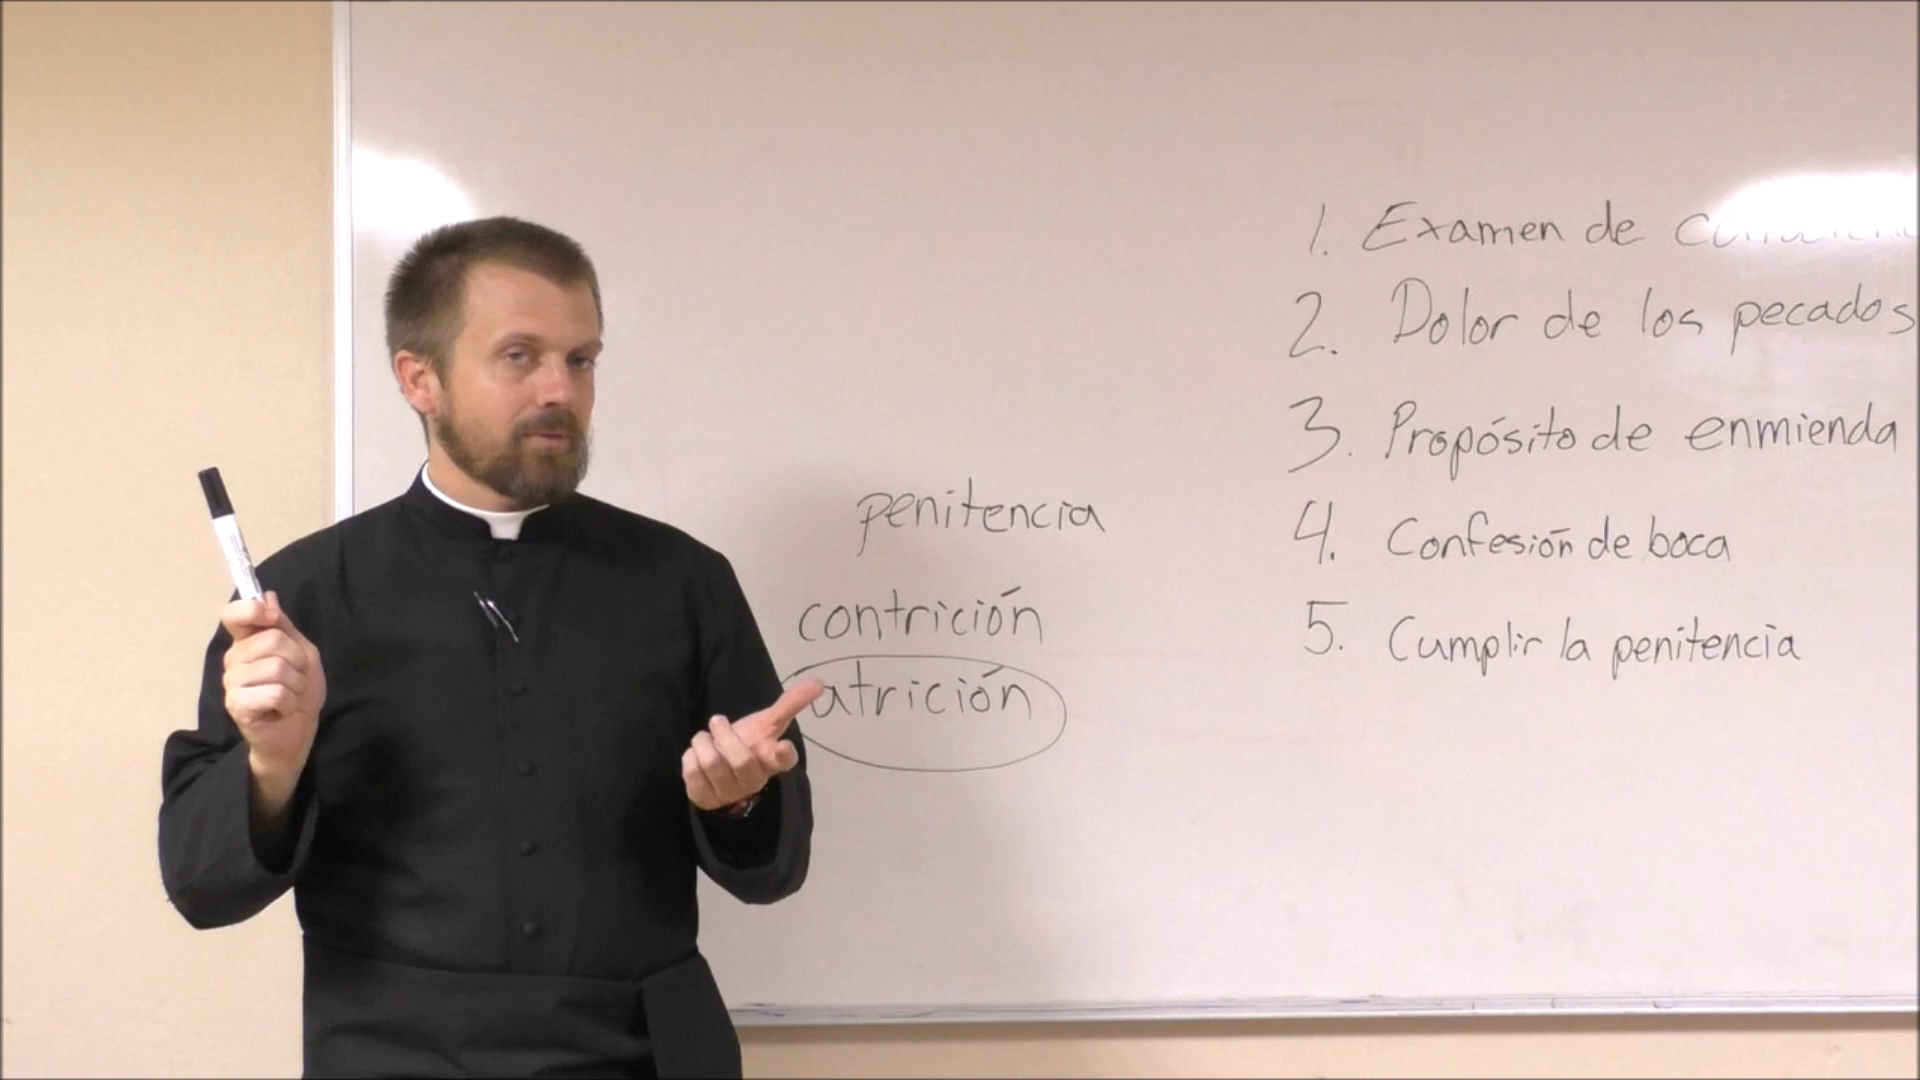 penitencia
contrición
atrición
1. Examen de
2. Dolor de los pecados
3. Propósito de enmienda
4. Confesión de boca
5. Cumplir la penitencia